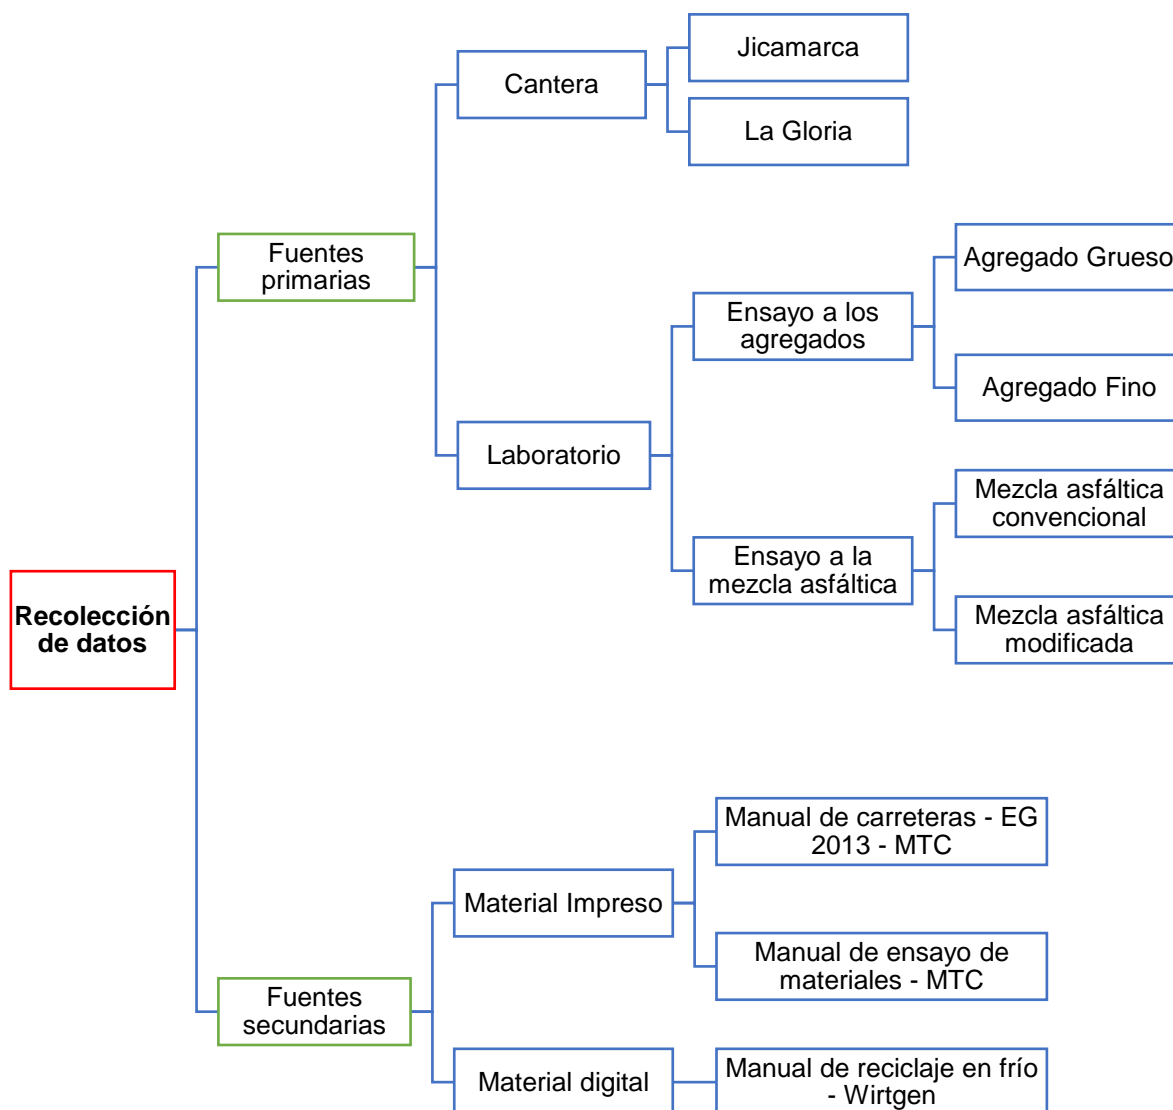 Recolección
de datos
Fuentes
primarias
Cantera
Jicamarca
La Gloria
Laboratorio
Ensayo a los
agregados
Agregado Grueso
Agregado Fino
Ensayo a la
mezcla asfáltica
Mezcla asfáltica
convencional
Mezcla asfáltica
modificada
Fuentes
secundarias
Material Impreso
Manual de carreteras - EG
2013 - MTC
Manual de ensayo de
materiales - MTC
Material digital
Manual de reciclaje en frío
- Wirtgen